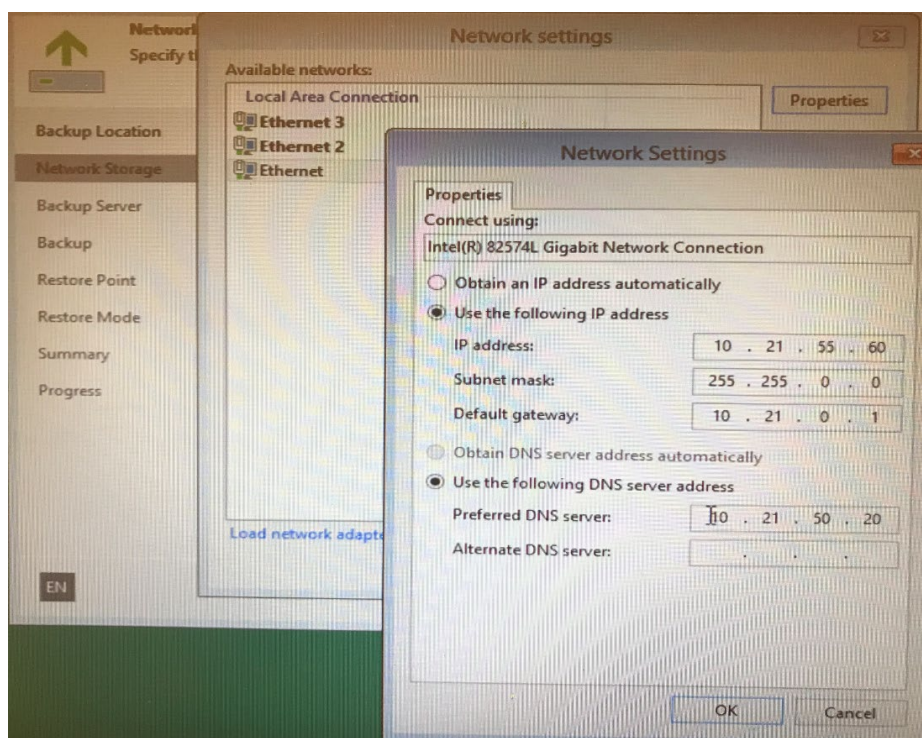 Network
Specify th
Backup Location
Network Storage
Backup Server
Backup
Restore Point
Restore Mode
Summary
Progress
EN
Network settings
Available networks:
Properties
Local Area Connection
Ethernet 3
Ethernet 2
Ethernet
Load network adapte
Network Settings
Properties
Connect using:
Intel(R) 82574L Gigabit Network Connection
Obtain an IP address automatically
Use the following IP address
IP address: 10 . 21 . 55 . 60
Subnet mask: 255 . 255 . 0 . 0
Default gateway: 10 . 21 . 0 . 1
Obtain DNS server address automatically
Use the following DNS server address
Preferred DNS server: 10 . 21 . 50 . 20
Alternate DNS server: . . .
OK Cancel